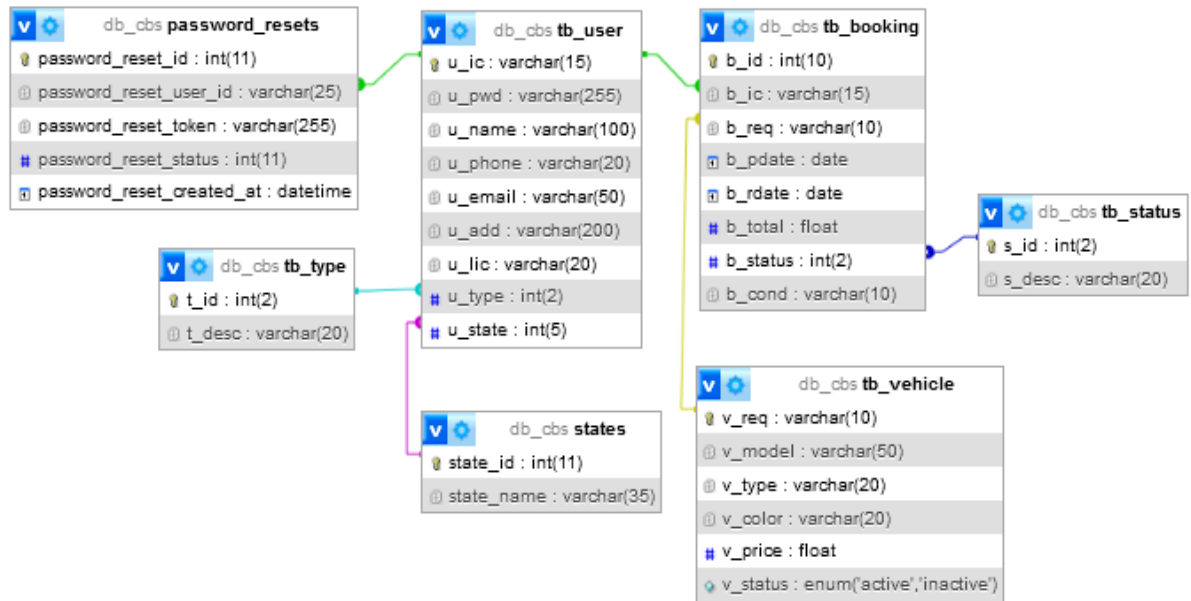 v db_cbs password_resets
password_reset_id : int(11)
password_reset_user_id : varchar(25)
password_reset_token : varchar(255)
# password_reset_status : int(11)
password_reset_created_at : datetime
v db_cbs tb_user
u_ic : varchar(15)
u_pwd : varchar(255)
u_name : varchar(100)
u_phone : varchar(20)
u_email : varchar(50)
u_add : varchar(200)
u_lic : varchar(20)
# u_type : int(2)
# u_state : int(5)
v db_cbs tb_booking
b_id : int(10)
b_ic : varchar(15)
b_req : varchar(10)
b_pdate : date
b_rdate : date
# b_total : float
# b_status : int(2)
b_cond : varchar(10)
v db_cbs tb_status
s_id : int(2)
s_desc : varchar(20)
v db_cbs tb_type
t_id : int(2)
t_desc : varchar(20)
v db_cbs states
state_id : int(11)
state_name : varchar(35)
v db_cbs tb_vehicle
v_req : varchar(10)
v_model : varchar(50)
v_type : varchar(20)
v_color : varchar(20)
# v_price : float
v_status : enum('active','inactive')